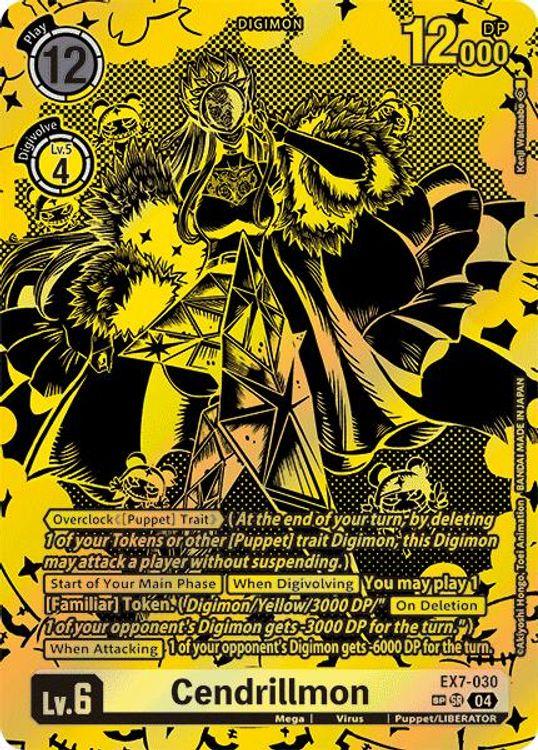 Play
12
DIGIMON
12000
DP
Digivolve
Lv.5
4
Kenji Watanabe
Overclock ⟪[Puppet] Trait⟫ (At the end of your turn, by deleting
1 of your Tokens or other [Puppet] trait Digimon, this Digimon
may attack a player without suspending.)
Start of Your Main Phase When Digivolving You may play 1
[Familiar] Token. (Digimon/Yellow/3000 DP/" On Deletion
1 of your opponent's Digimon gets -3000 DP for the turn.")
When Attacking 1 of your opponent's Digimon gets -6000 DP for the turn.
©Akiyoshi Hongo, Toei Animation BANDAI MADE IN JAPAN
Lv.6
Cendrillmon
EX7-030
SP SR 04
Mega Virus Puppet/LIBERATOR